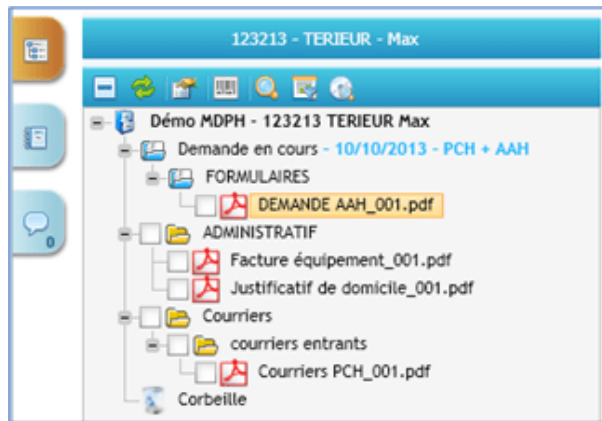 123213 - TERIEUR - Max
Démo MDPH - 123213 TERIEUR Max
Demande en cours - 10/10/2013 - PCH + AAH
FORMULAIRES
DEMANDE AAH_001.pdf
ADMINISTRATIF
Facture équipement_001.pdf
Justificatif de domicile_001.pdf
0
Courriers
courriers entrants
Courriers PCH_001.pdf
Corbeille